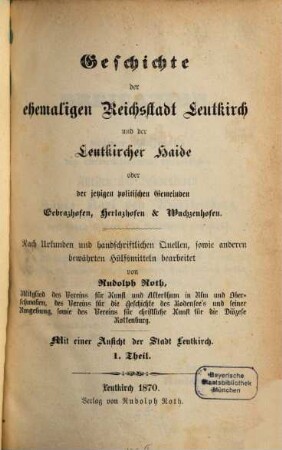 Geschichte
der
ehemaligen Reichsstadt Leutkirch
und der
Leutkircher Haide
oder
der jetzigen politischen Gemeinden
Gebrazhofen, Herlazhofen & Wuchzenhofen.
Nach Urkunden und handschriftlichen Quellen, sowie anderen
bewährten Hülfsmitteln bearbeitet
von
Rudolph Roth,
Mitglied des Vereins für Kunst und Alterthum in Ulm und Ober-
schwaben, des Vereins für die Geschichte des Bodensee's und seiner
Umgebung, sowie des Vereins für christliche Kunst für die Diözese
Rottenburg.
Mit einer Ansicht der Stadt Leutkirch.
1. Theil.
Bayerische
Staatsbibliothek
München
Leutkirch 1870.
Verlag von Rudolph Roth.